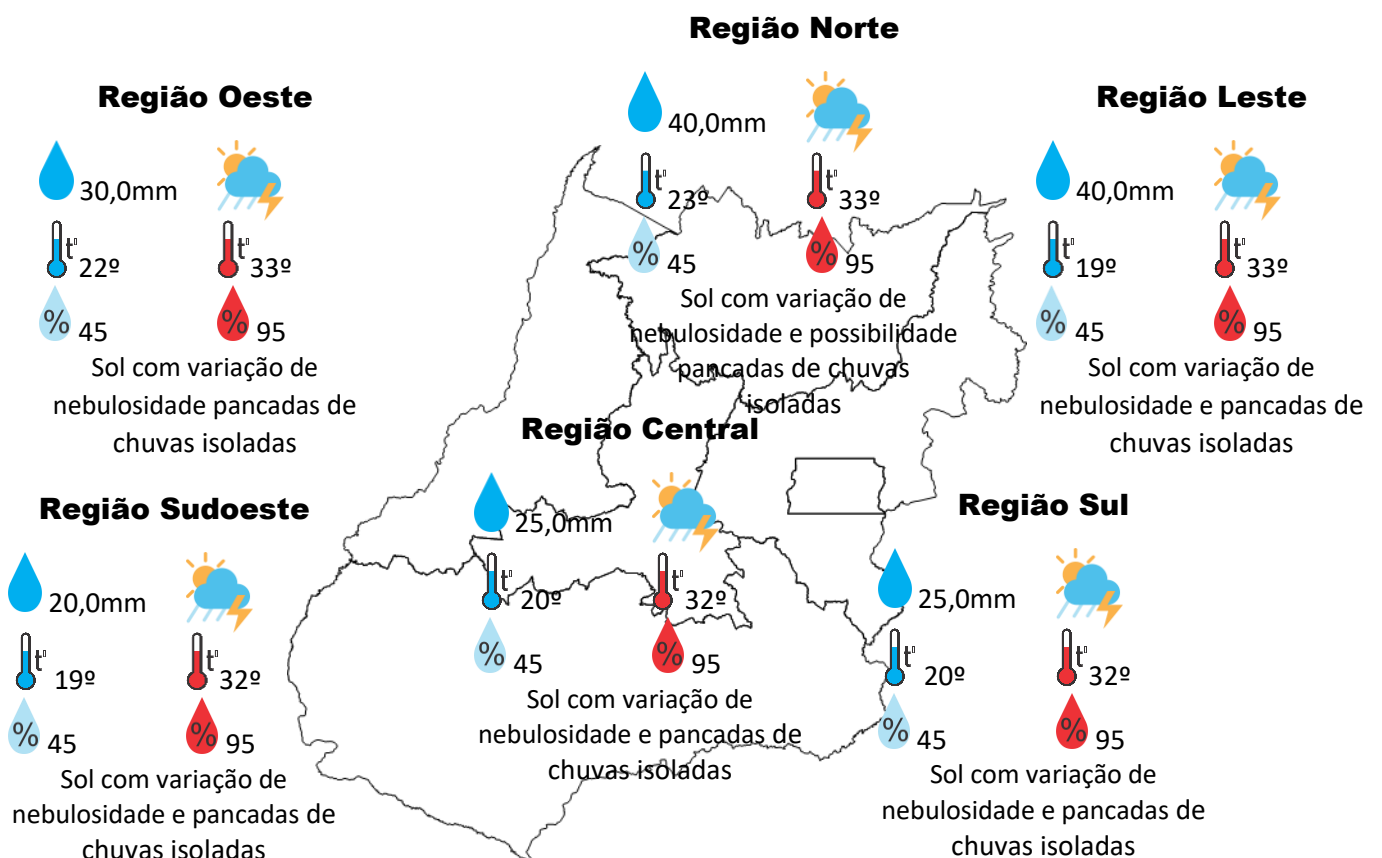 Região Norte
40,0mm
t°
23º
33º
%
45
%
95
Sol com variação de
nebulosidade e possibilidade
pancadas de chuvas
isoladas
Região Oeste
30,0mm
t°
22º
t°
33º
%
45
%
95
Sol com variação de
nebulosidade pancadas de
chuvas isoladas
Região Leste
40,0mm
t°
19º
t°
33º
%
45
%
95
Sol com variação de
nebulosidade e pancadas de
chuvas isoladas
Região Central
25,0mm
t°
20º
t°
32º
%
45
%
95
Sol com variação de
nebulosidade e pancadas de
chuvas isoladas
Região Sudoeste
20,0mm
t°
19º
t°
32º
%
45
%
95
Sol com variação de
nebulosidade e pancadas de
chuvas isoladas
Região Sul
25,0mm
t°
20º
t°
32º
%
45
%
95
Sol com variação de
nebulosidade e pancadas de
chuvas isoladas